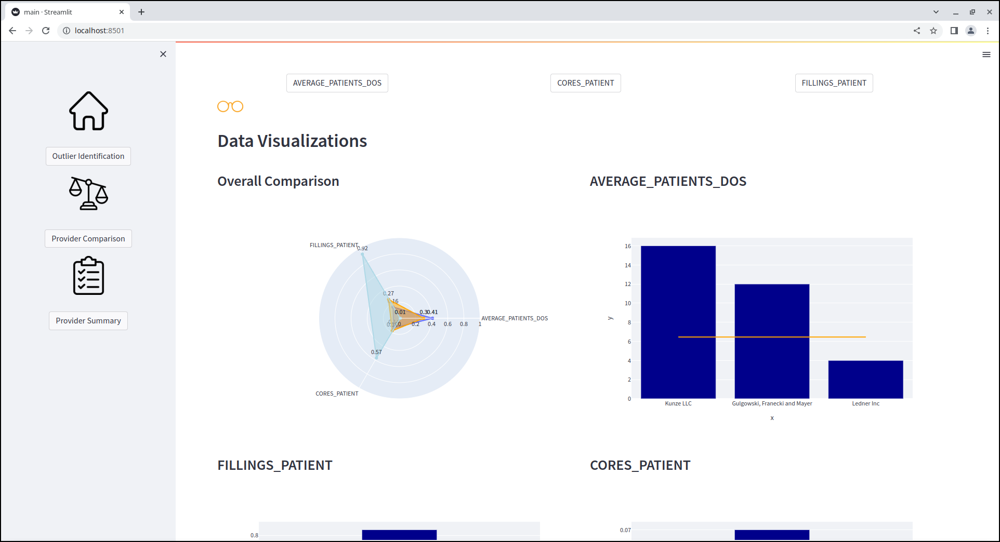 main · Streamlit
localhost:8501
Outlier Identification
Provider Comparison
Provider Summary
AVERAGE_PATIENTS_DOS
CORES_PATIENT
FILLINGS_PATIENT
Data Visualizations
Overall Comparison
FILLINGS_PATIENT
0.92
0.27
0.01
0.3
0.41
AVERAGE_PATIENTS_DOS
0
0.2
0.4
0.6
0.8
1
0.57
CORES_PATIENT
AVERAGE_PATIENTS_DOS
16
14
12
10
8
6
4
2
0
y
Kunze LLC
Gulgowski, Franecki and Mayer
Ledner Inc
x
FILLINGS_PATIENT
0.8
CORES_PATIENT
0.07